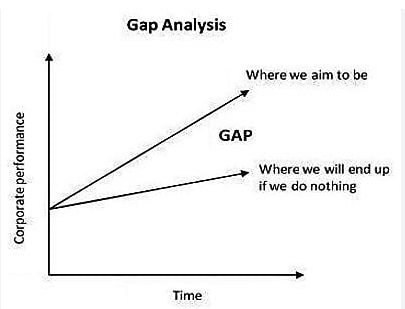 Gap Analysis
Where we aim to be
GAP
Where we will end up
if we do nothing
Corporate performance
Time